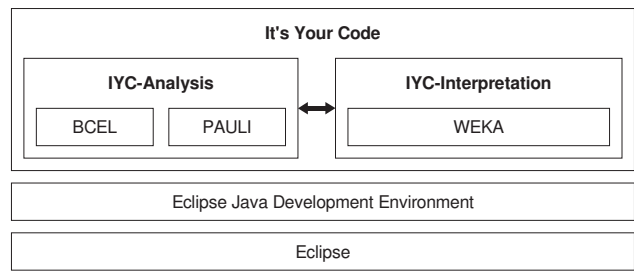 It's Your Code
IYC-Analysis
IYC-Interpretation
BCEL
PAULI
WEKA
Eclipse Java Development Environment
Eclipse